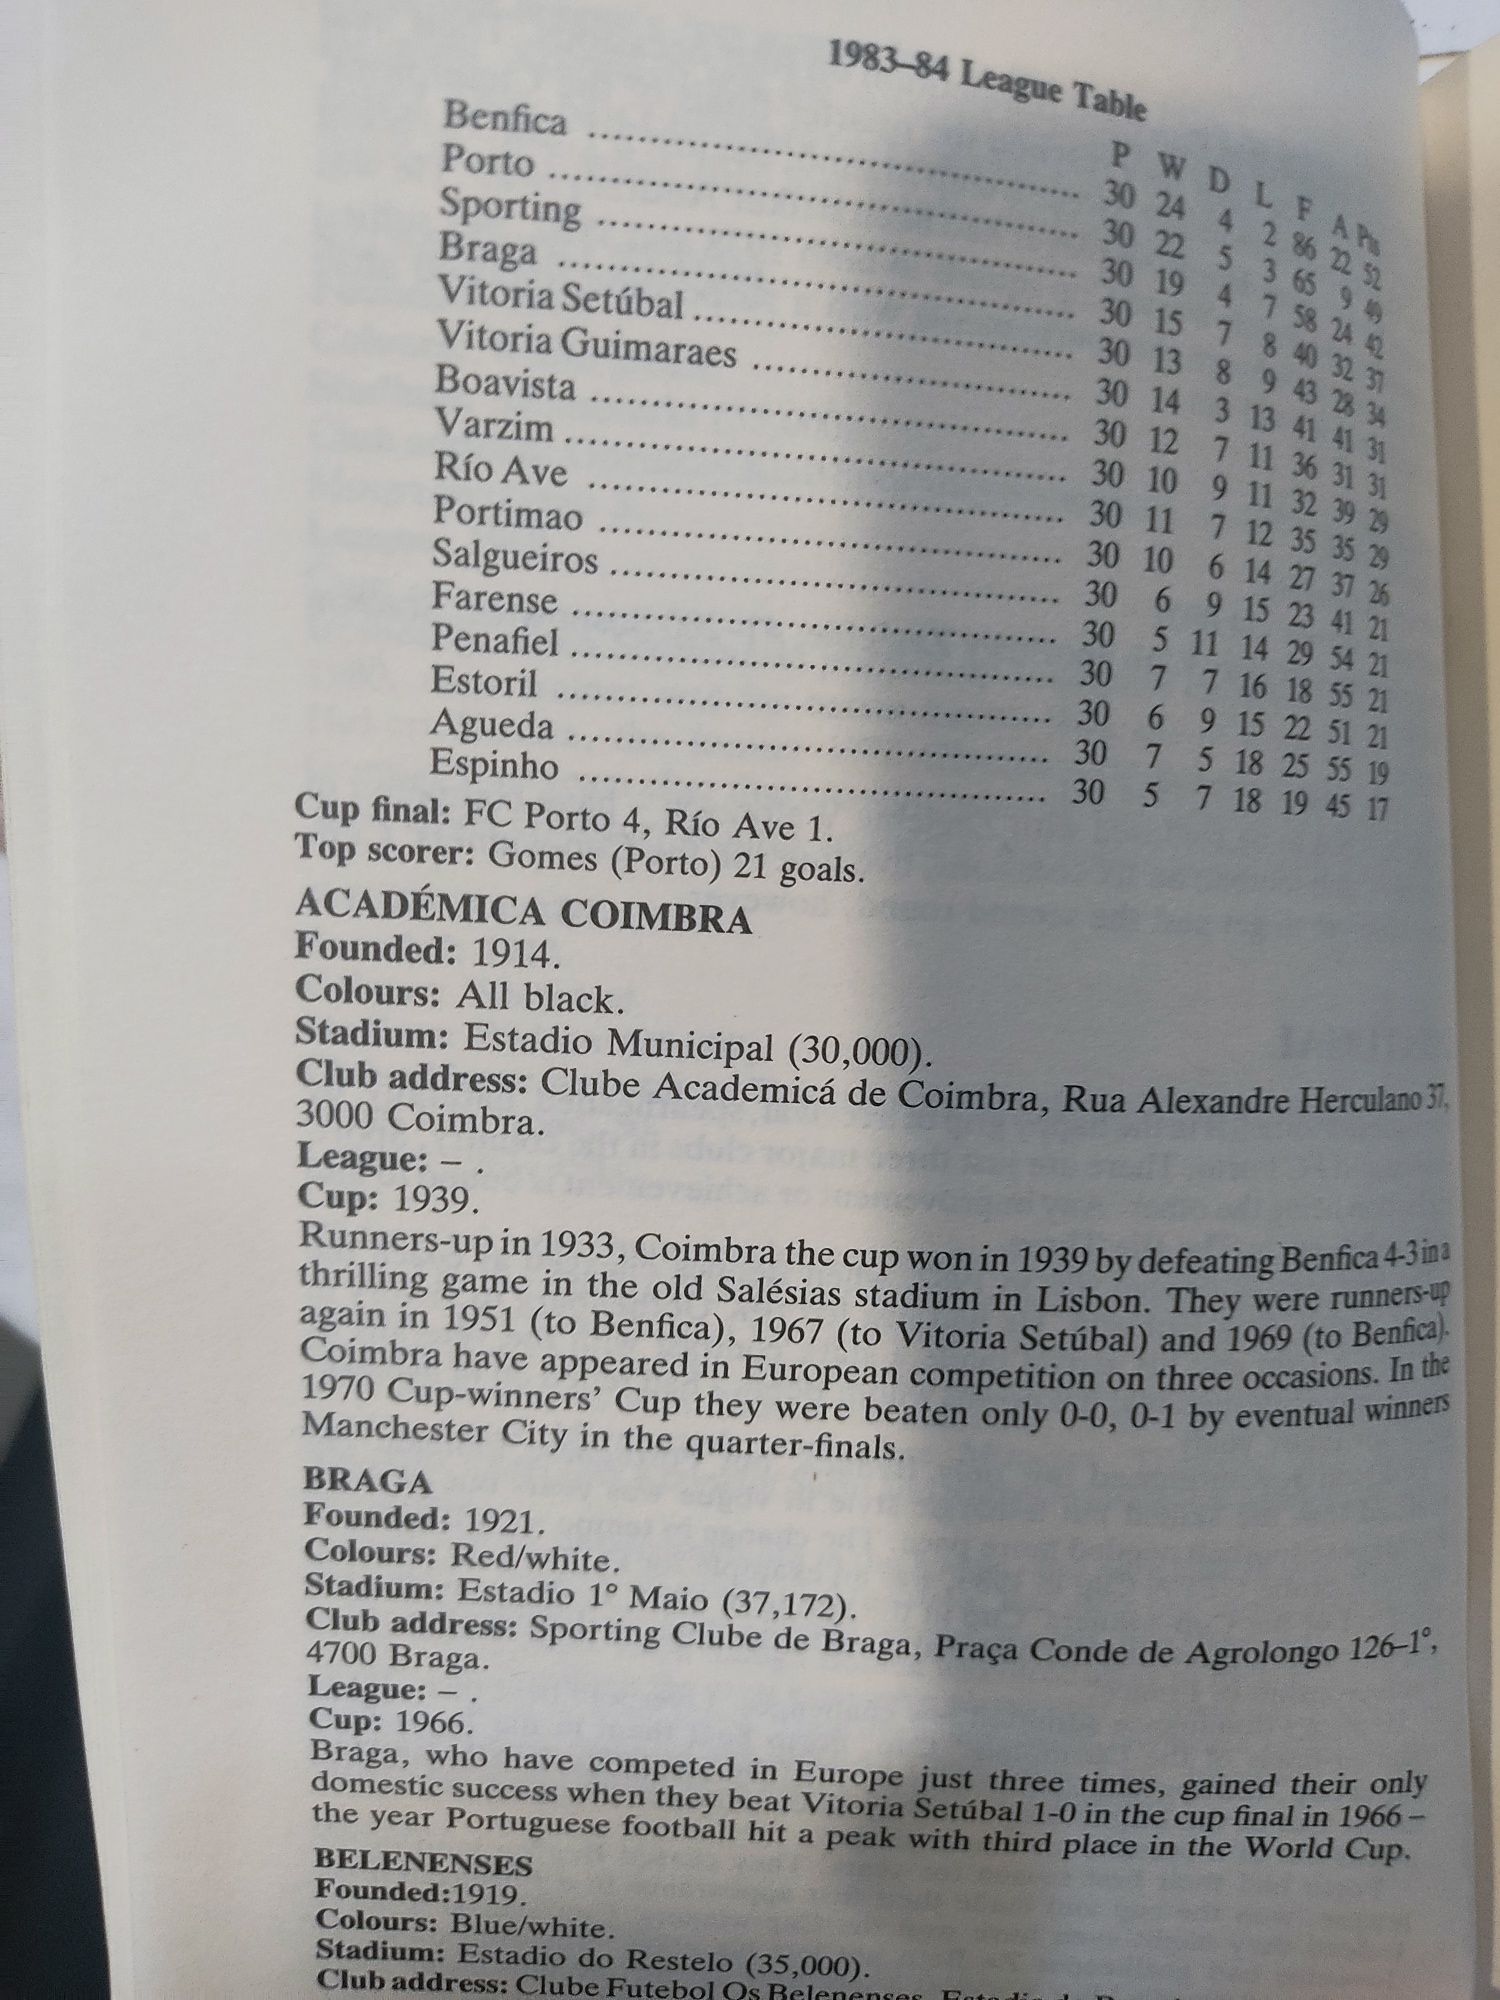 1983–84 League Table
P W D L F A Pts
Benfica 30 24 4 2 86 22 52
Porto 30 22 5 3 65 9 49
Sporting 30 19 4 7 58 24 42
Braga 30 15 7 8 40 32 37
Vitoria Setúbal 30 13 8 9 43 28 34
Vitoria Guimaraes 30 14 3 13 41 41 31
Boavista 30 12 7 11 36 31 31
Varzim 30 10 9 11 32 39 29
Río Ave 30 11 7 12 35 35 29
Portimao 30 10 6 14 27 37 26
Salgueiros 30 6 9 15 23 41 21
Farense 30 5 11 14 29 54 21
Penafiel 30 7 7 16 18 55 21
Estoril 30 6 9 15 22 51 21
Agueda 30 7 5 18 25 55 19
Espinho 30 5 7 18 19 45 17
Cup final: FC Porto 4, Río Ave 1.
Top scorer: Gomes (Porto) 21 goals.
ACADÉMICA COIMBRA
Founded: 1914.
Colours: All black.
Stadium: Estadio Municipal (30,000).
Club address: Clube Academicá de Coimbra, Rua Alexandre Herculano 37,
3000 Coimbra.
League: – .
Cup: 1939.
Runners-up in 1933, Coimbra the cup won in 1939 by defeating Benfica 4-3 in a
thrilling game in the old Salésias stadium in Lisbon. They were runners-up
again in 1951 (to Benfica), 1967 (to Vitoria Setúbal) and 1969 (to Benfica).
Coimbra have appeared in European competition on three occasions. In the
1970 Cup-winners’ Cup they were beaten only 0-0, 0-1 by eventual winners
Manchester City in the quarter-finals.
BRAGA
Founded: 1921.
Colours: Red/white.
Stadium: Estadio 1º Maio (37,172).
Club address: Sporting Clube de Braga, Praça Conde de Agrolongo 126–1º,
4700 Braga.
League: – .
Cup: 1966.
Braga, who have competed in Europe just three times, gained their only
domestic success when they beat Vitoria Setúbal 1-0 in the cup final in 1966 –
the year Portuguese football hit a peak with third place in the World Cup.
BELENENSES
Founded:1919.
Colours: Blue/white.
Stadium: Estadio do Restelo (35,000).
Club address: Clube Futebol Os Belenenses,